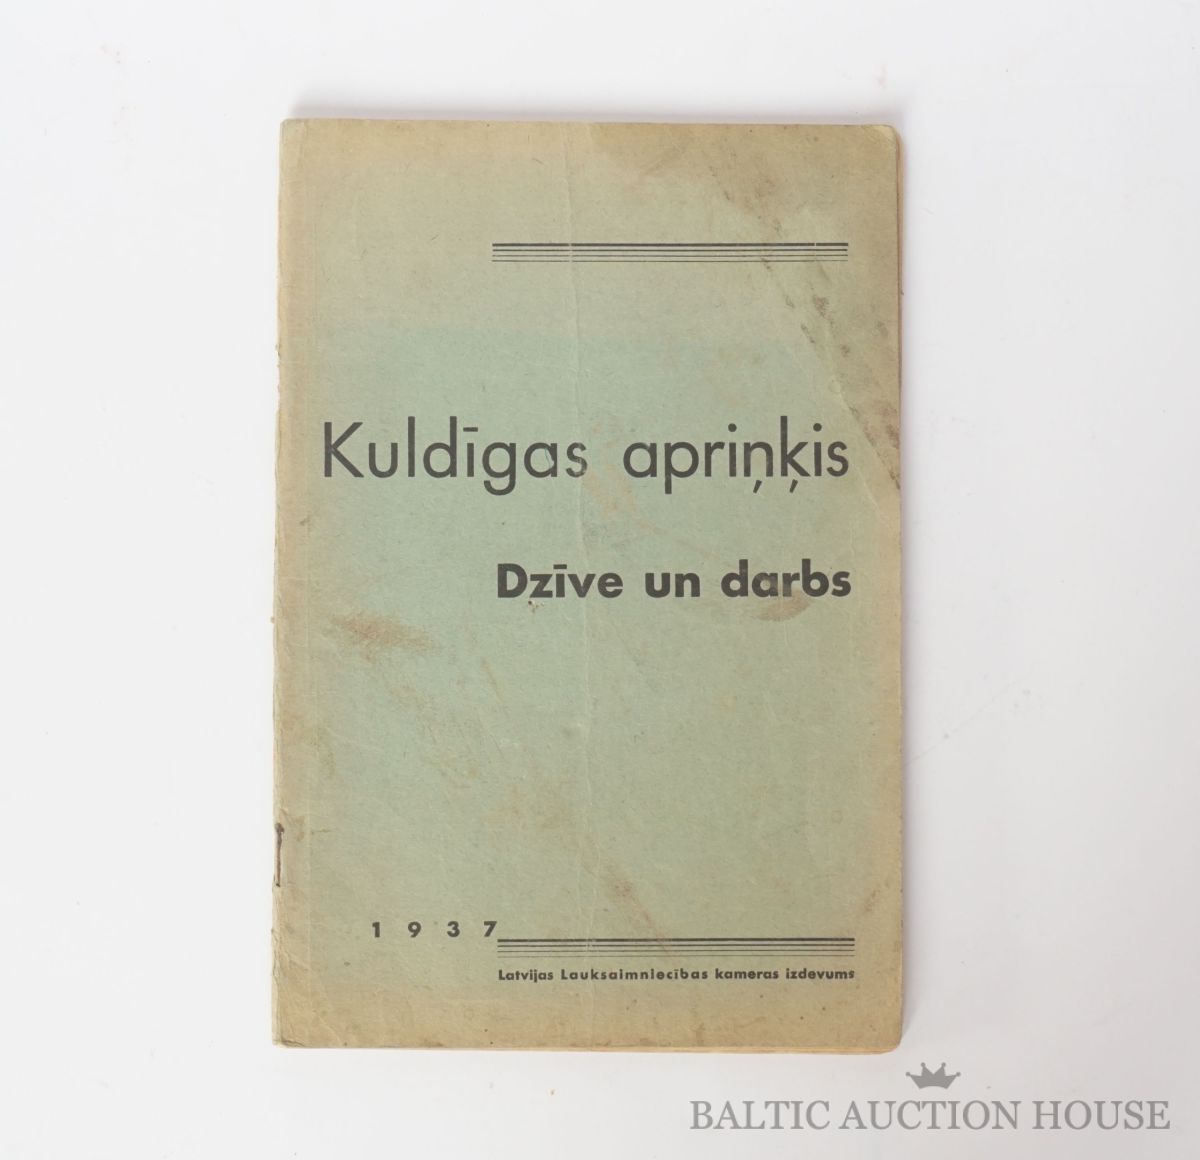 Kuldīgas apriņķis
Dzīve un darbs
1937
Latvijas Lauksaimniecības kameras izdevums
BALTIC AUCTION HOUSE